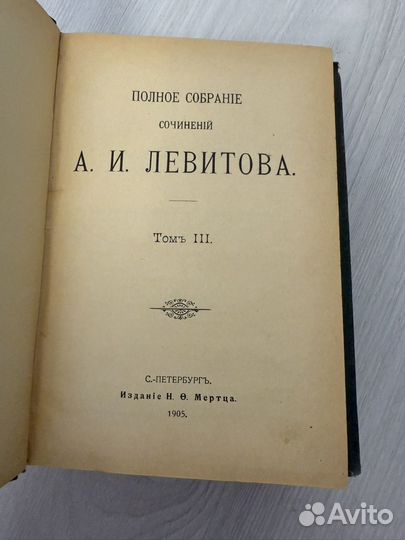 ПОЛНОЕ СОБРАНІЕ
СОЧИНЕНІЙ
А. И. ЛЕВИТОВА.
Томъ III.
С.-ПЕТЕРБУРГЪ.
Изданіе Н. Ѳ. Мертца.
1905.
Avito